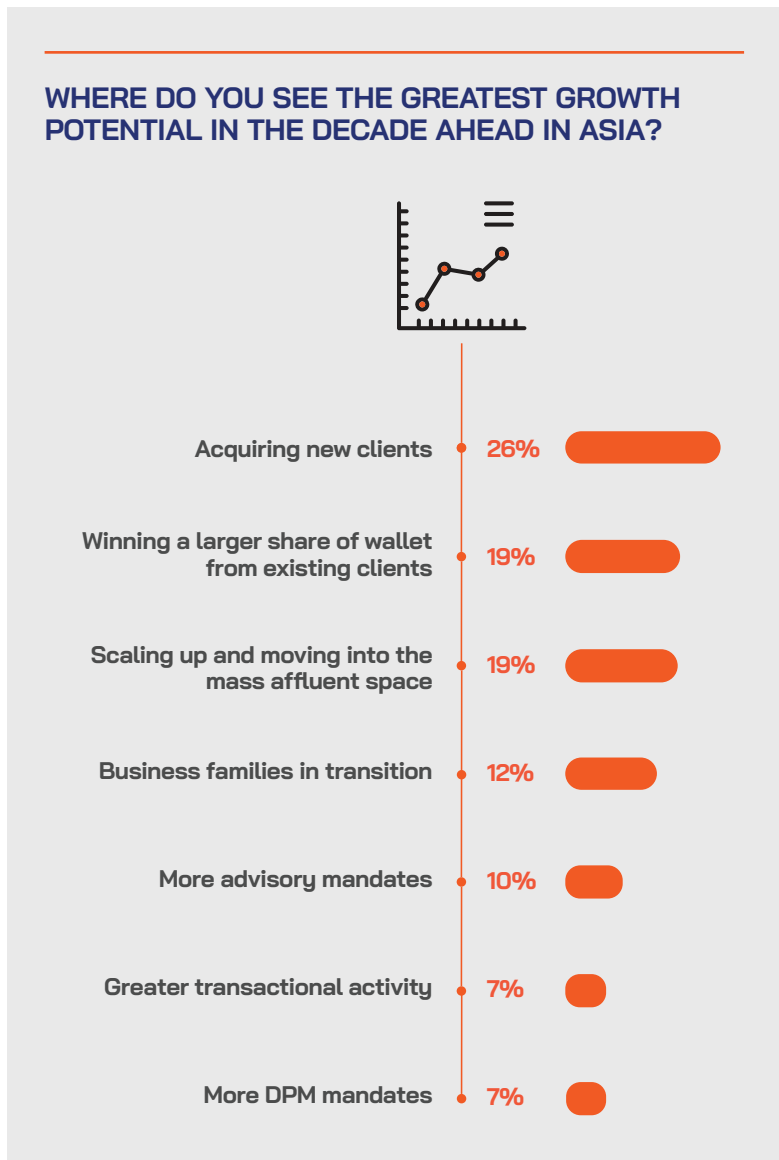 WHERE DO YOU SEE THE GREATEST GROWTH
POTENTIAL IN THE DECADE AHEAD IN ASIA?
Acquiring new clients 26%
Winning a larger share of wallet
from existing clients 19%
Scaling up and moving into the
mass affluent space 19%
Business families in transition 12%
More advisory mandates 10%
Greater transactional activity 7%
More DPM mandates 7%